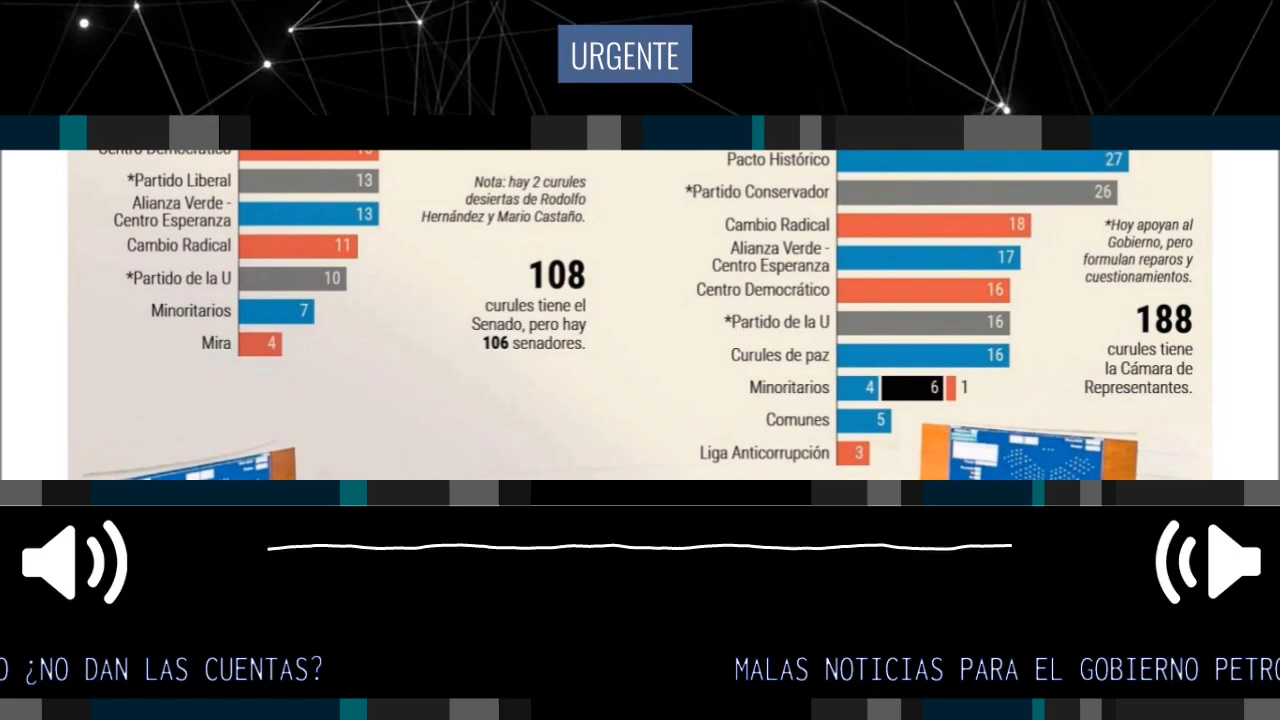 URGENTE
Centro Democrático 13
*Partido Liberal 13
Alianza Verde -
Centro Esperanza 13
Cambio Radical 11
*Partido de la U 10
Minoritarios 7
Mira 4
Nota: hay 2 curules
desiertas de Rodolfo
Hernández y Mario Castaño.
108
curules tiene el
Senado, pero hay
106 senadores.
Pacto Histórico 27
*Partido Conservador 26
Cambio Radical 18
Alianza Verde -
Centro Esperanza 17
Centro Democrático 16
*Partido de la U 16
Curules de paz 16
Minoritarios 4 6 1
Comunes 5
Liga Anticorrupción 3
*Hoy apoyan al
Gobierno, pero
formulan reparos y
cuestionamientos.
188
curules tiene
la Cámara de
Representantes.
O ¿NO DAN LAS CUENTAS? MALAS NOTICIAS PARA EL GOBIERNO PETRO